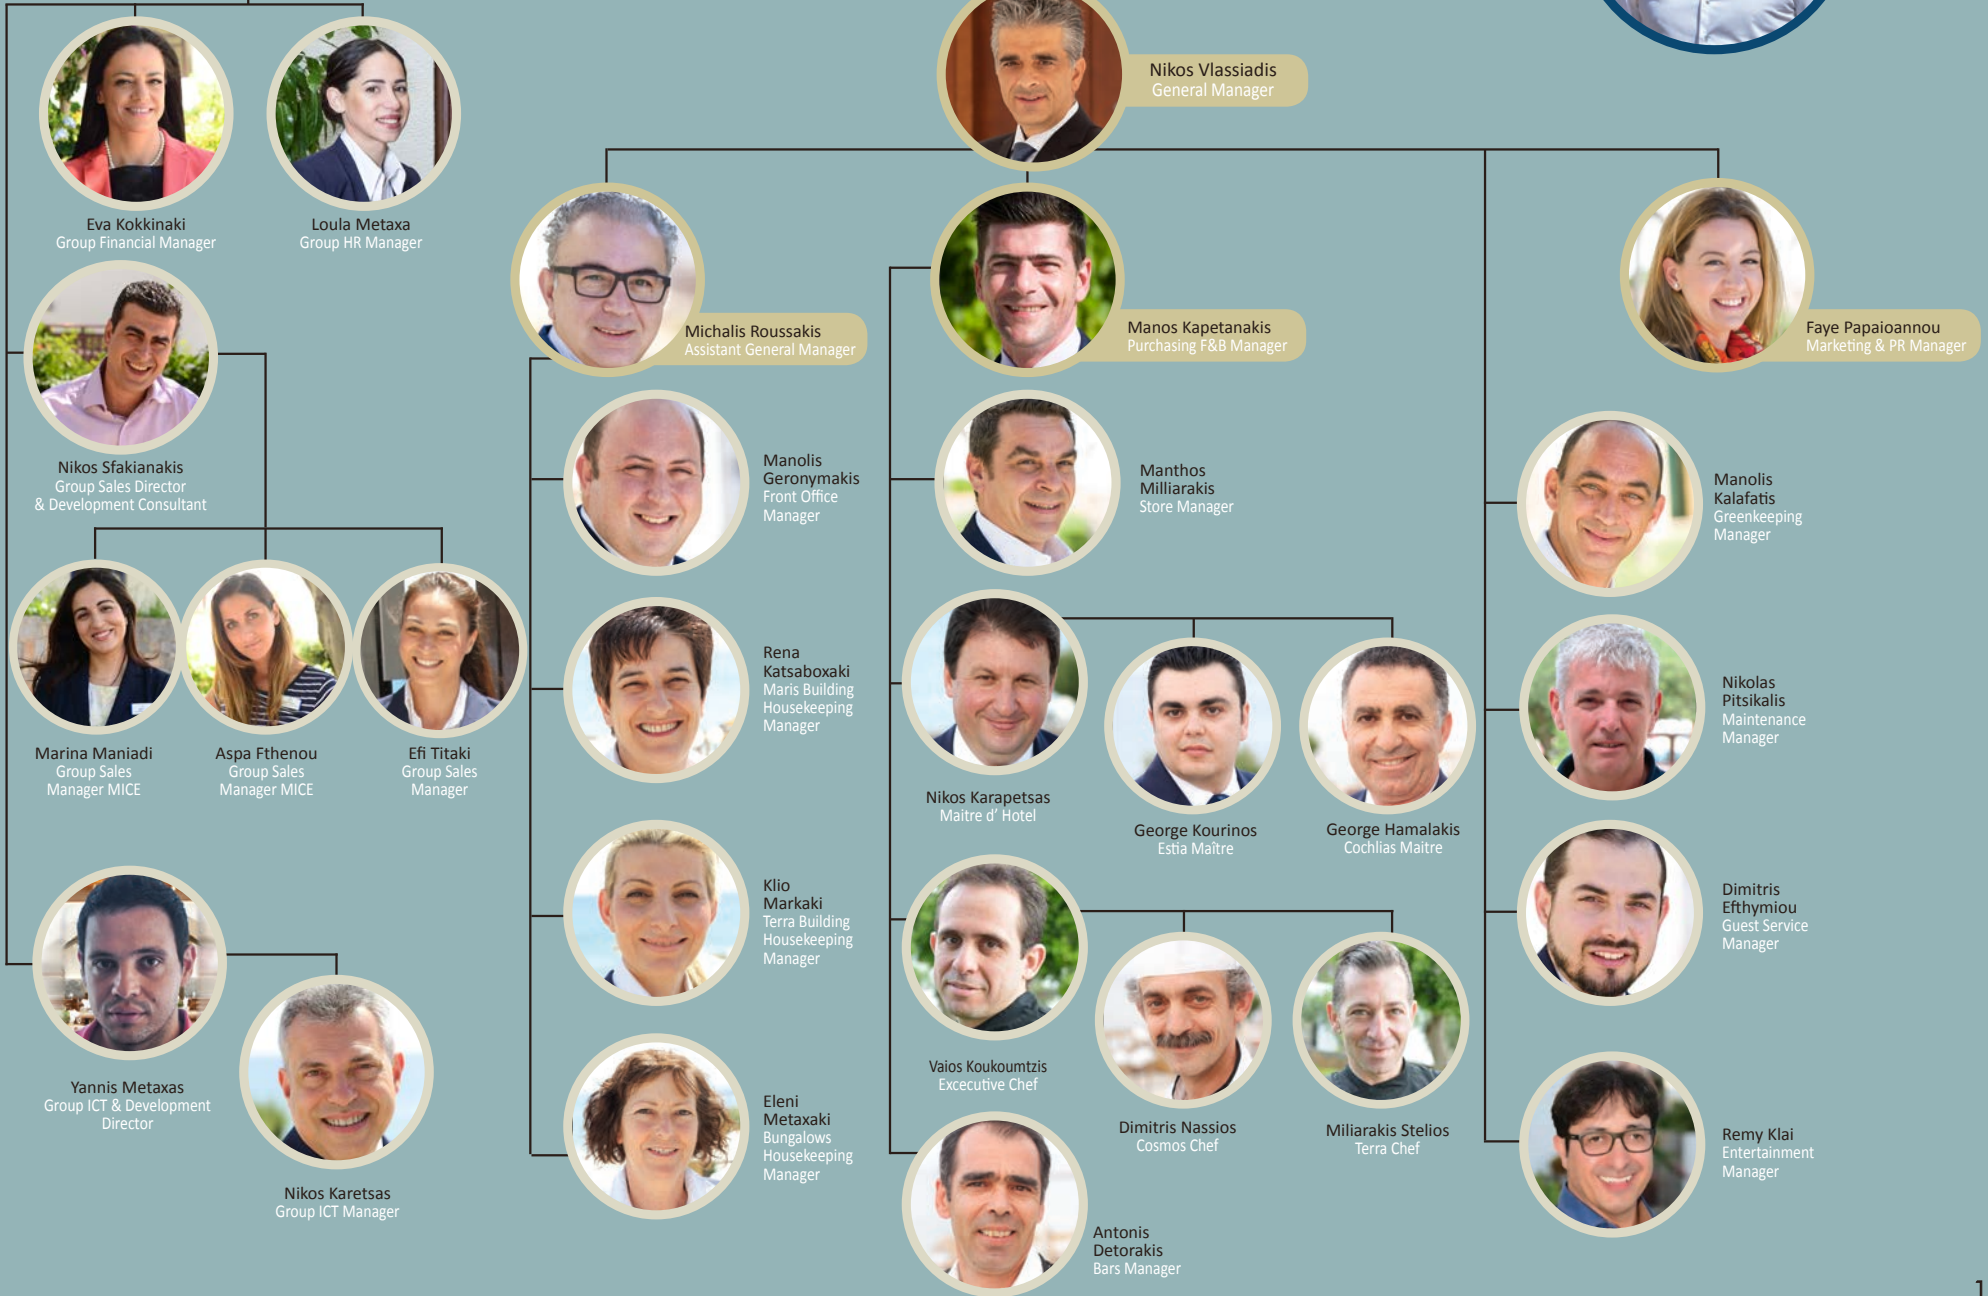 Nikos Vlassiadis
General Manager
Eva Kokkinaki
Group Financial Manager
Loula Metaxa
Group HR Manager
Michalis Roussakis
Assistant General Manager
Manos Kapetanakis
Purchasing F&B Manager
Faye Papaioannou
Marketing & PR Manager
Nikos Sfakianakis
Group Sales Director
& Development Consultant
Manolis
Geronymakis
Front Office
Manager
Manthos
Milliarakis
Store Manager
Manolis
Kalafatis
Greenkeeping
Manager
Marina Maniadi
Group Sales
Manager MICE
Aspa Fthenou
Group Sales
Manager MICE
Efi Titaki
Group Sales
Manager
Rena
Katsaboxaki
Maris Building
Housekeeping
Manager
Nikos Karapetsas
Maitre d' Hotel
George Kourinos
Estia Maître
George Hamalakis
Cochlias Maitre
Nikolas
Pitsikalis
Maintenance
Manager
Klio
Markaki
Terra Building
Housekeeping
Manager
Dimitris
Efthymiou
Guest Service
Manager
Yannis Metaxas
Group ICT & Development
Director
Nikos Karetsas
Group ICT Manager
Eleni
Metaxaki
Bungalows
Housekeeping
Manager
Vaios Koukoumtzis
Excecutive Chef
Dimitris Nassios
Cosmos Chef
Miliarakis Stelios
Terra Chef
Remy Klai
Entertainment
Manager
Antonis
Detorakis
Bars Manager
1